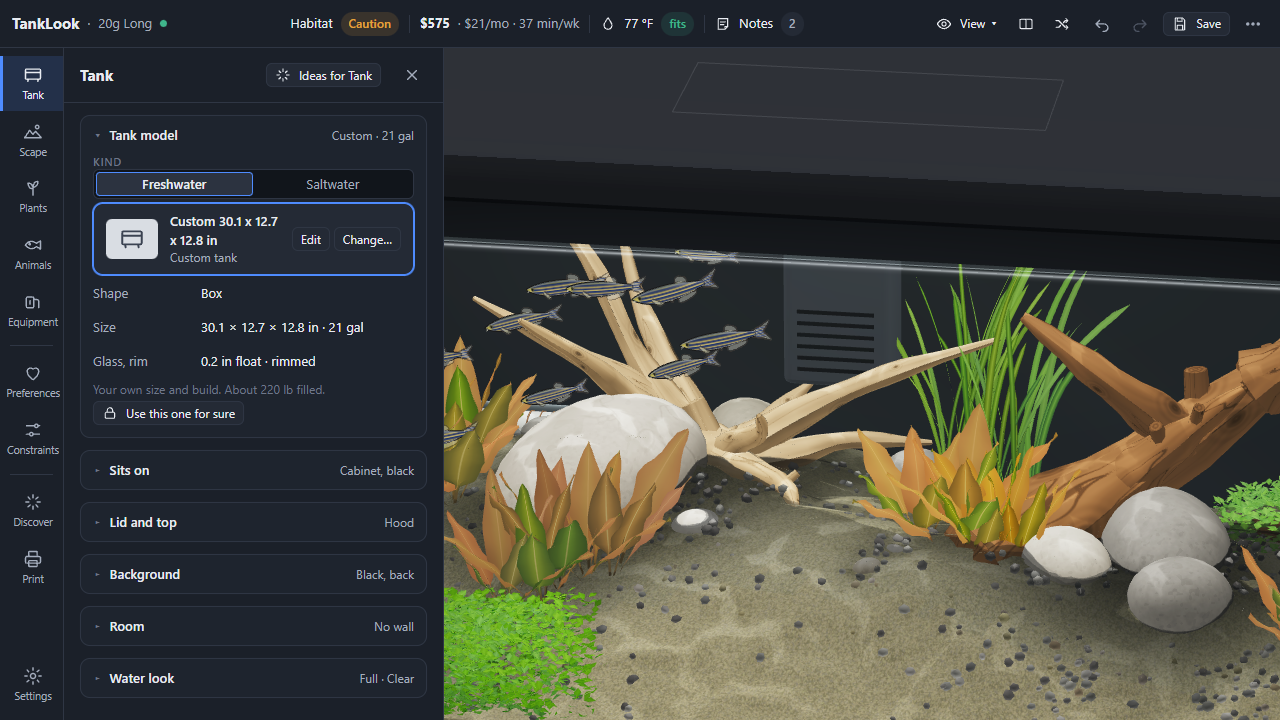 TankLook · 20g Long
Habitat Caution $575 · $21/mo · 37 min/wk 77 °F fits Notes 2
View Save
Tank
Scape
Plants
Animals
Equipment
Preferences
Constraints
Discover
Print
Settings
Tank Ideas for Tank
Tank model Custom · 21 gal
KIND
Freshwater Saltwater
Custom 30.1 x 12.7
x 12.8 in
Custom tank
Edit Change...
Shape Box
Size 30.1 × 12.7 × 12.8 in · 21 gal
Glass, rim 0.2 in float · rimmed
Your own size and build. About 220 lb filled.
Use this one for sure
Sits on Cabinet, black
Lid and top Hood
Background Black, back
Room No wall
Water look Full · Clear